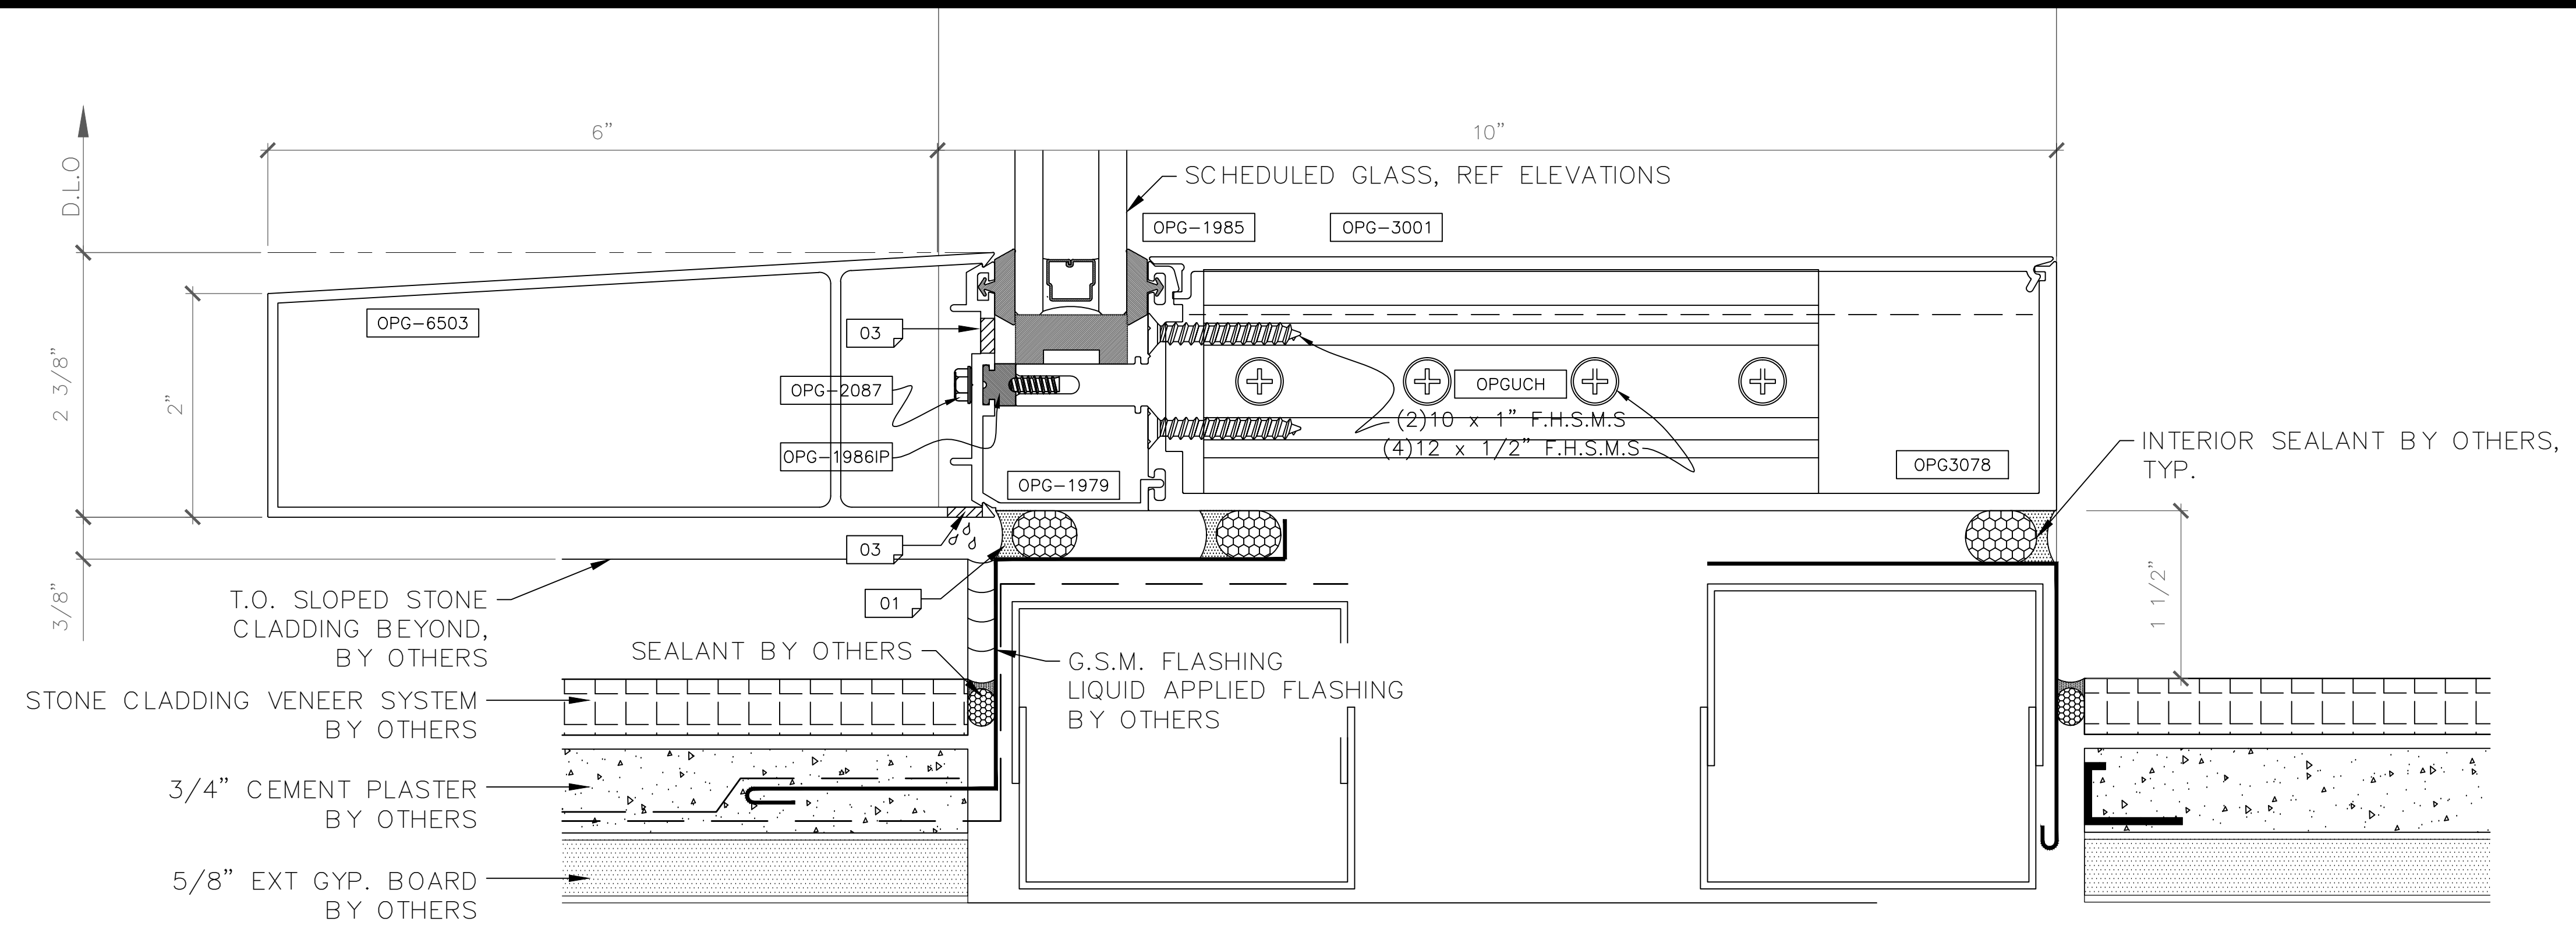 6”
10”
D.L.O
SCHEDULED GLASS, REF ELEVATIONS
OPG-1985
OPG-3001
OPG-6503
03
2 3/8”
2”
OPG-2087
OPGUCH
(2)10 x 1” F.H.S.M.S
(4)12 x 1/2” F.H.S.M.S
OPG-1986IP
OPG-1979
OPG3078
INTERIOR SEALANT BY OTHERS,
TYP.
03
01
3/8”
1 1/2”
T.O. SLOPED STONE
CLADDING BEYOND,
BY OTHERS
SEALANT BY OTHERS
G.S.M. FLASHING
LIQUID APPLIED FLASHING
BY OTHERS
STONE CLADDING VENEER SYSTEM
BY OTHERS
3/4” CEMENT PLASTER
BY OTHERS
5/8” EXT GYP. BOARD
BY OTHERS